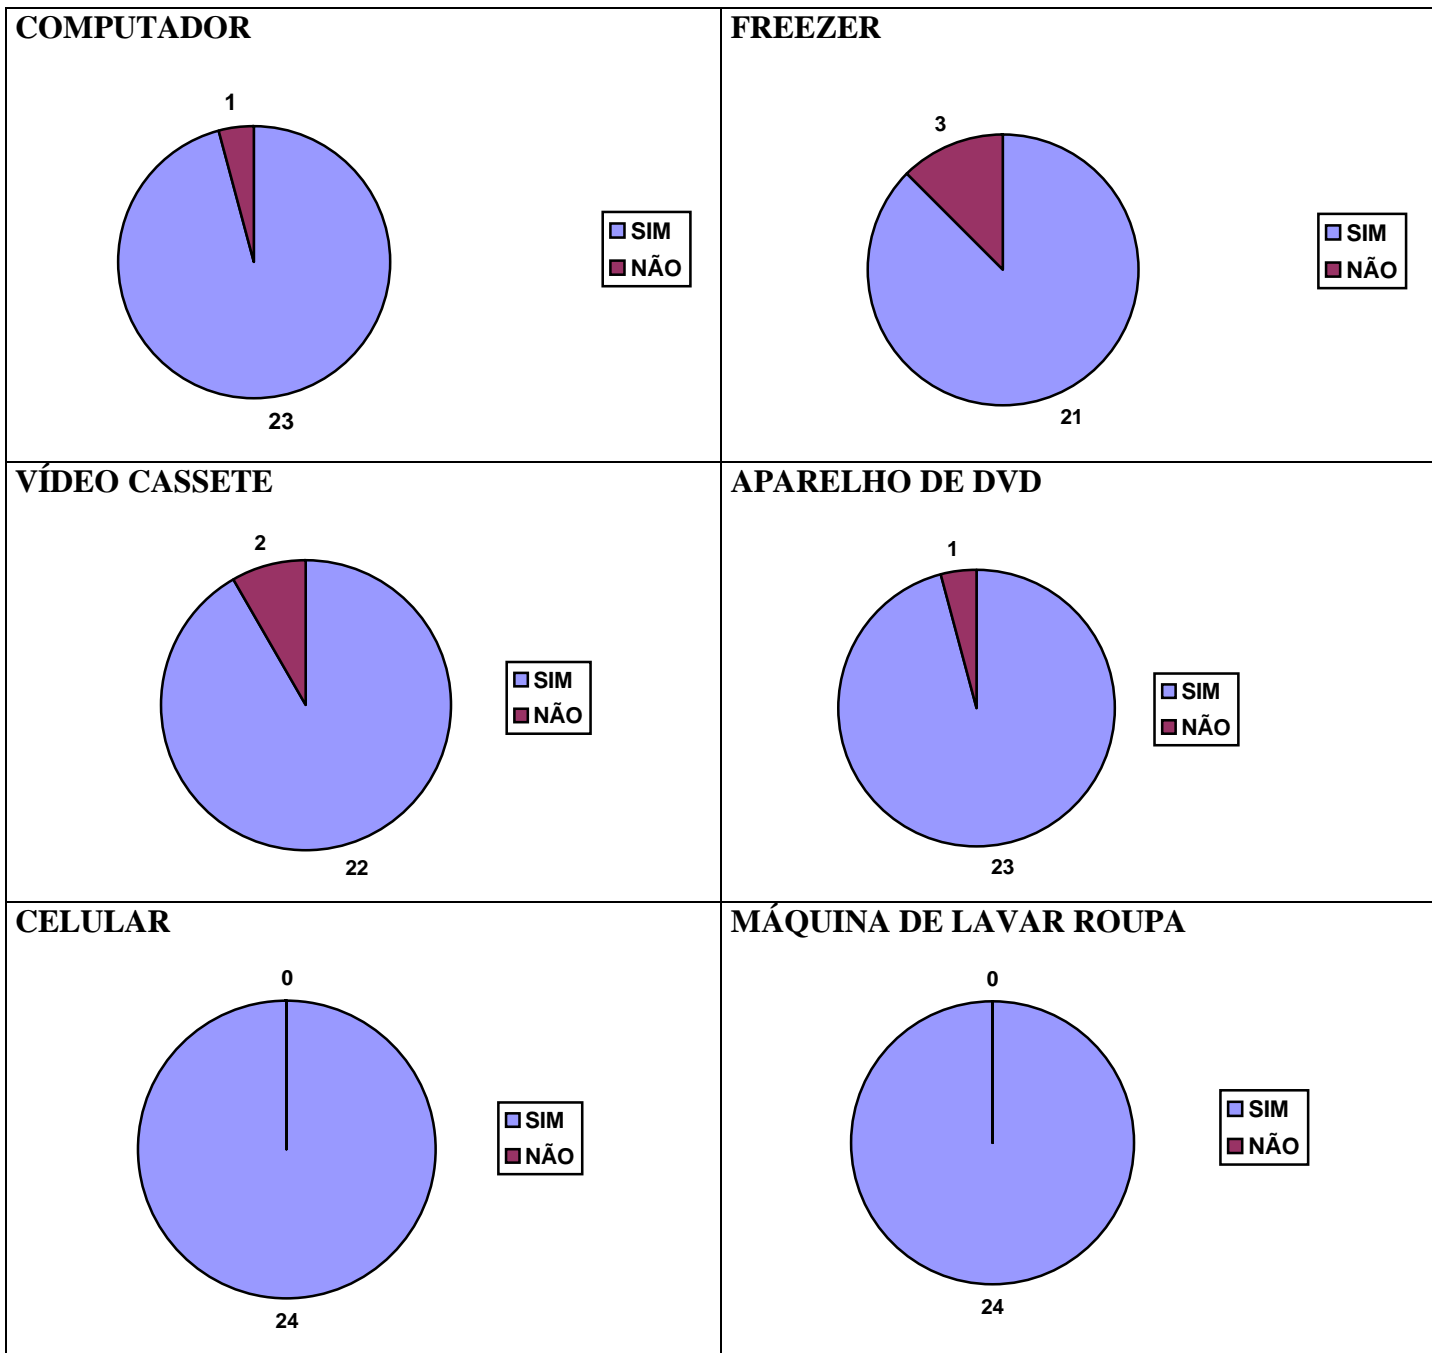 COMPUTADOR
1
SIM
NÃO
23
FREEZER
3
SIM
NÃO
21
VÍDEO CASSETE
2
SIM
NÃO
22
APARELHO DE DVD
1
SIM
NÃO
23
CELULAR
0
SIM
NÃO
24
MÁQUINA DE LAVAR ROUPA
0
SIM
NÃO
24